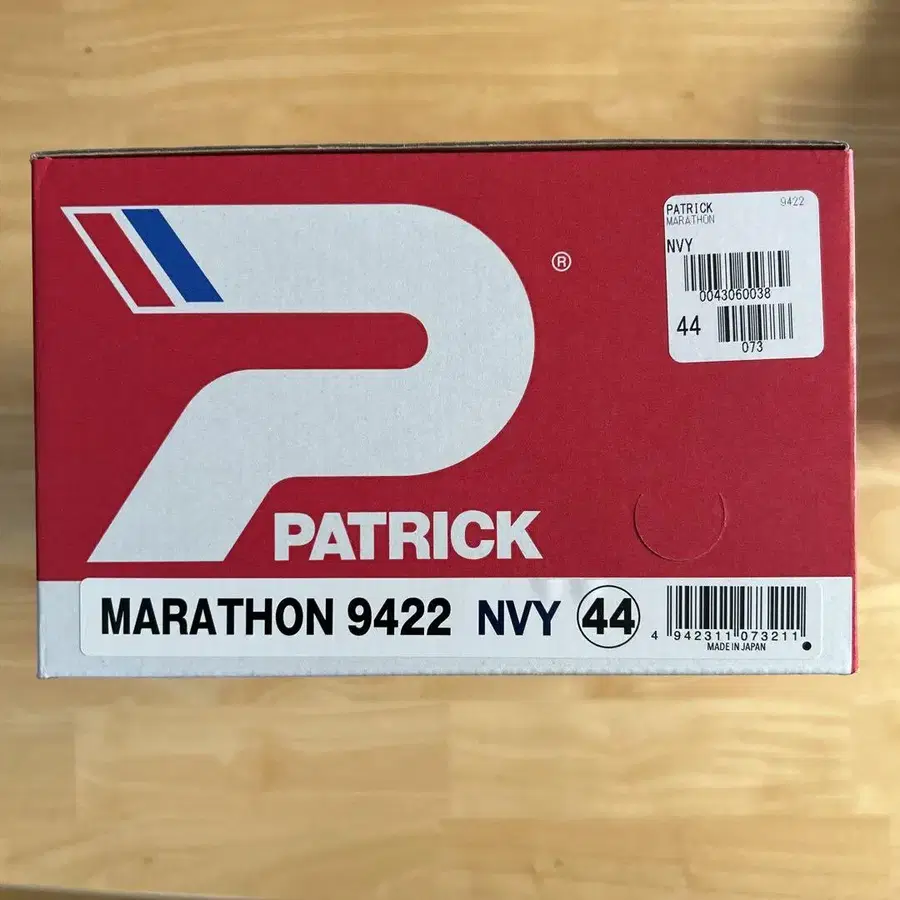 PATRICK 9422
MARATHON
NVY
0043060038
44
073
®
PATRICK
MARATHON 9422 NVY 44
4 942311 073211
MADE IN JAPAN